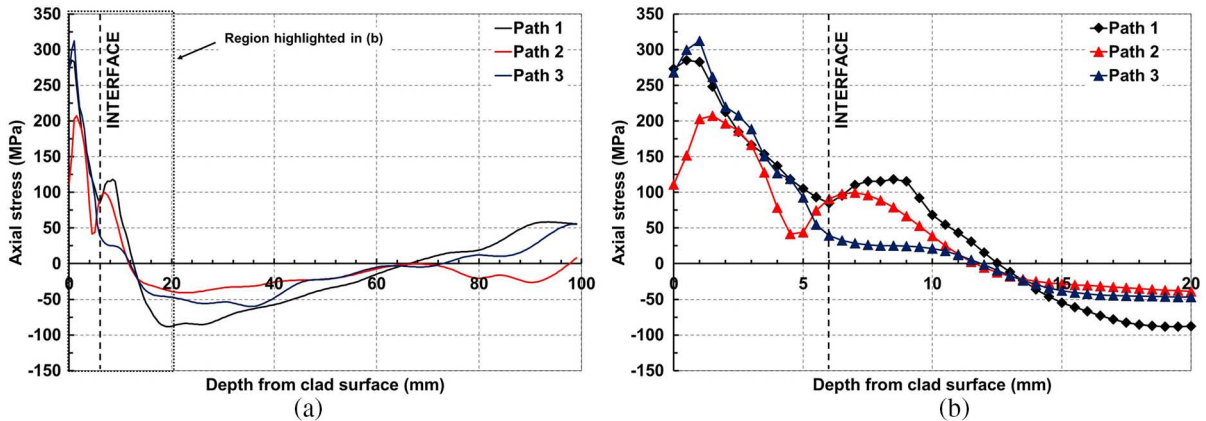 (a)
Path 1
Path 2
Path 3
Region highlighted in (b)
INTERFACE
Axial stress (MPa)
350
300
250
200
150
100
50
0
-50
-100
-150
0
20
40
60
80
100
Depth from clad surface (mm)
(a)
(b)
Path 1
Path 2
Path 3
INTERFACE
Axial stress (MPa)
350
300
250
200
150
100
50
0
-50
-100
-150
0
5
10
15
20
Depth from clad surface (mm)
(b)